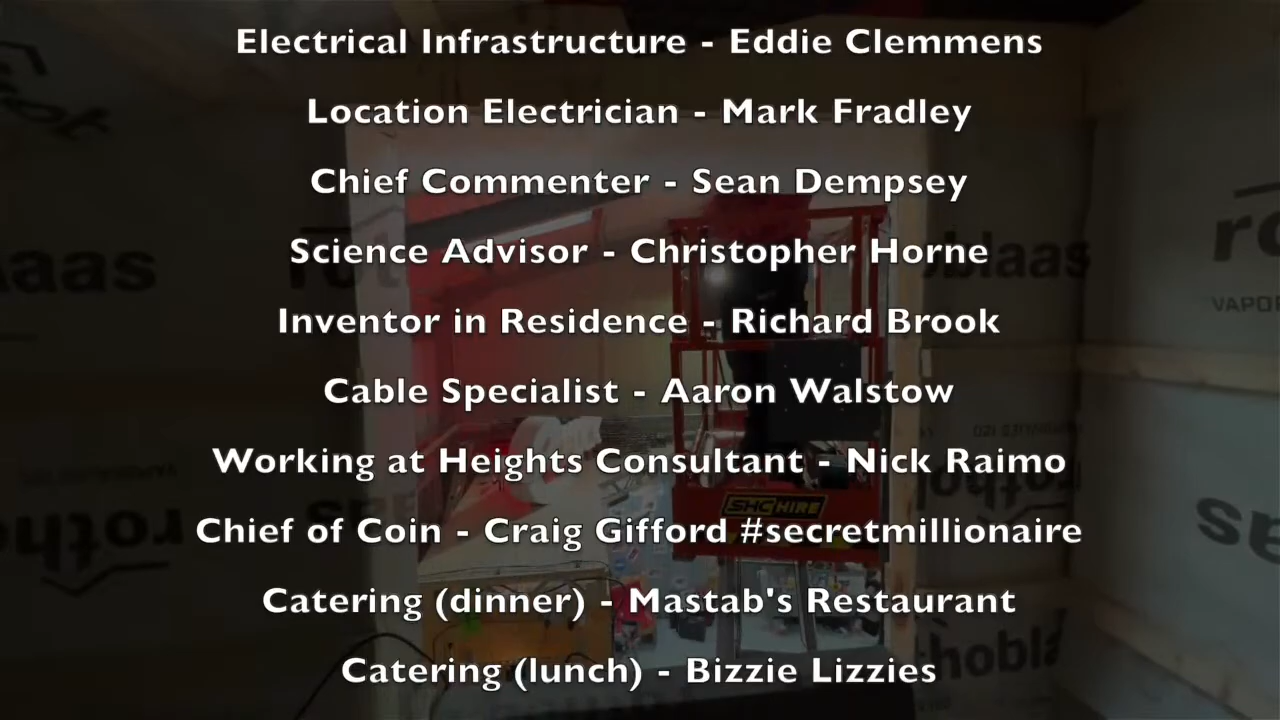 Electrical Infrastructure - Eddie Clemmens
Location Electrician - Mark Fradley
Chief Commenter - Sean Dempsey
Science Advisor - Christopher Horne
Inventor in Residence - Richard Brook
Cable Specialist - Aaron Walstow
Working at Heights Consultant - Nick Raimo
SHC HIRE
Chief of Coin - Craig Gifford #secretmillionaire
Catering (dinner) - Mastab's Restaurant
Catering (lunch) - Bizzie Lizzies